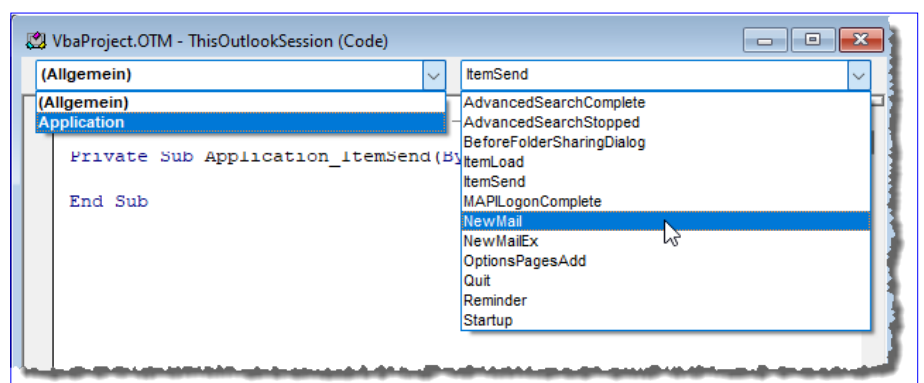 VbaProject.OTM - ThisOutlookSession (Code)
(Allgemein)
ItemSend
(Allgemein)
Application
AdvancedSearchComplete
AdvancedSearchStopped
BeforeFolderSharingDialog
ItemLoad
ItemSend
MAPILogonComplete
NewMail
NewMailEx
OptionsPagesAdd
Quit
Reminder
Startup
Private Sub Application_ItemSend(By
End Sub